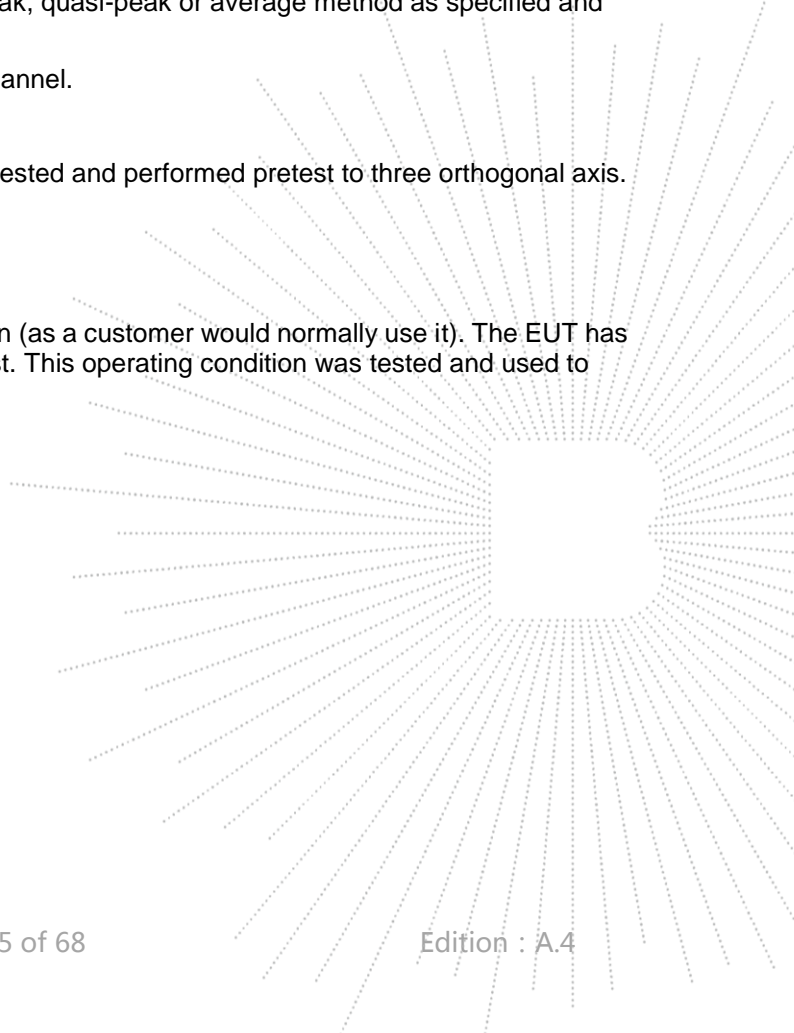 ak, quasi-peak or average method as specified and
annel.
ested and performed pretest to three orthogonal axis.
n (as a customer would normally use it). The EUT has
st. This operating condition was tested and used to
5 of 68 Edition : A.4